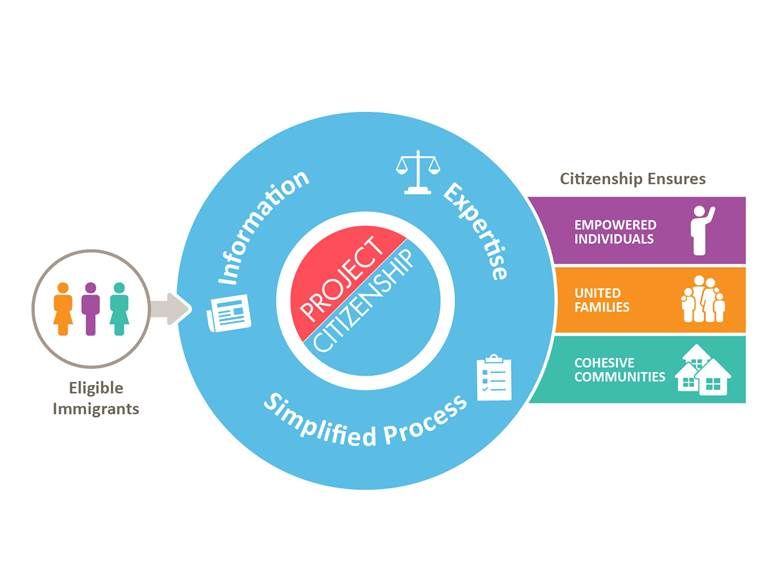 Eligible
Immigrants
Information
Expertise
Simplified Process
PROJECT
CITIZENSHIP
Citizenship Ensures
EMPOWERED
INDIVIDUALS
UNITED
FAMILIES
COHESIVE
COMMUNITIES